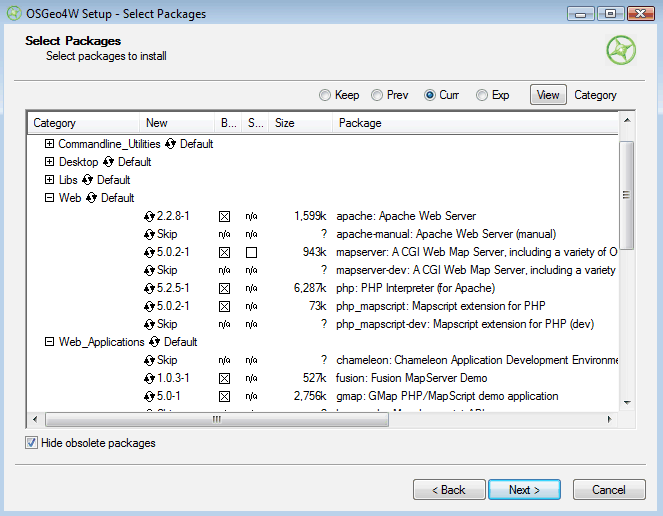 OSGeo4W Setup - Select Packages
Select Packages
Select packages to install
Keep Prev Curr Exp View Category
Category New B... S... Size Package
Commandline_Utilities Default
Desktop Default
Libs Default
Web Default
2.2.8-1 n/a 1,599k apache: Apache Web Server
Skip n/a n/a ? apache-manual: Apache Web Server (manual)
5.0.2-1 943k mapserver: A CGI Web Map Server, including a variety of O
Skip n/a n/a ? mapserver-dev: A CGI Web Map Server, including a variety
5.2.5-1 n/a 6,287k php: PHP Interpreter (for Apache)
5.0.2-1 n/a 73k php_mapscript: Mapscript extension for PHP
Skip n/a n/a ? php_mapscript-dev: Mapscript extension for PHP (dev)
Web_Applications Default
Skip n/a n/a ? chameleon: Chameleon Application Development Environme
1.0.3-1 n/a 527k fusion: Fusion MapServer Demo
5.0-1 n/a 2,756k gmap: GMap PHP/MapScript demo application
Hide obsolete packages
< Back Next > Cancel